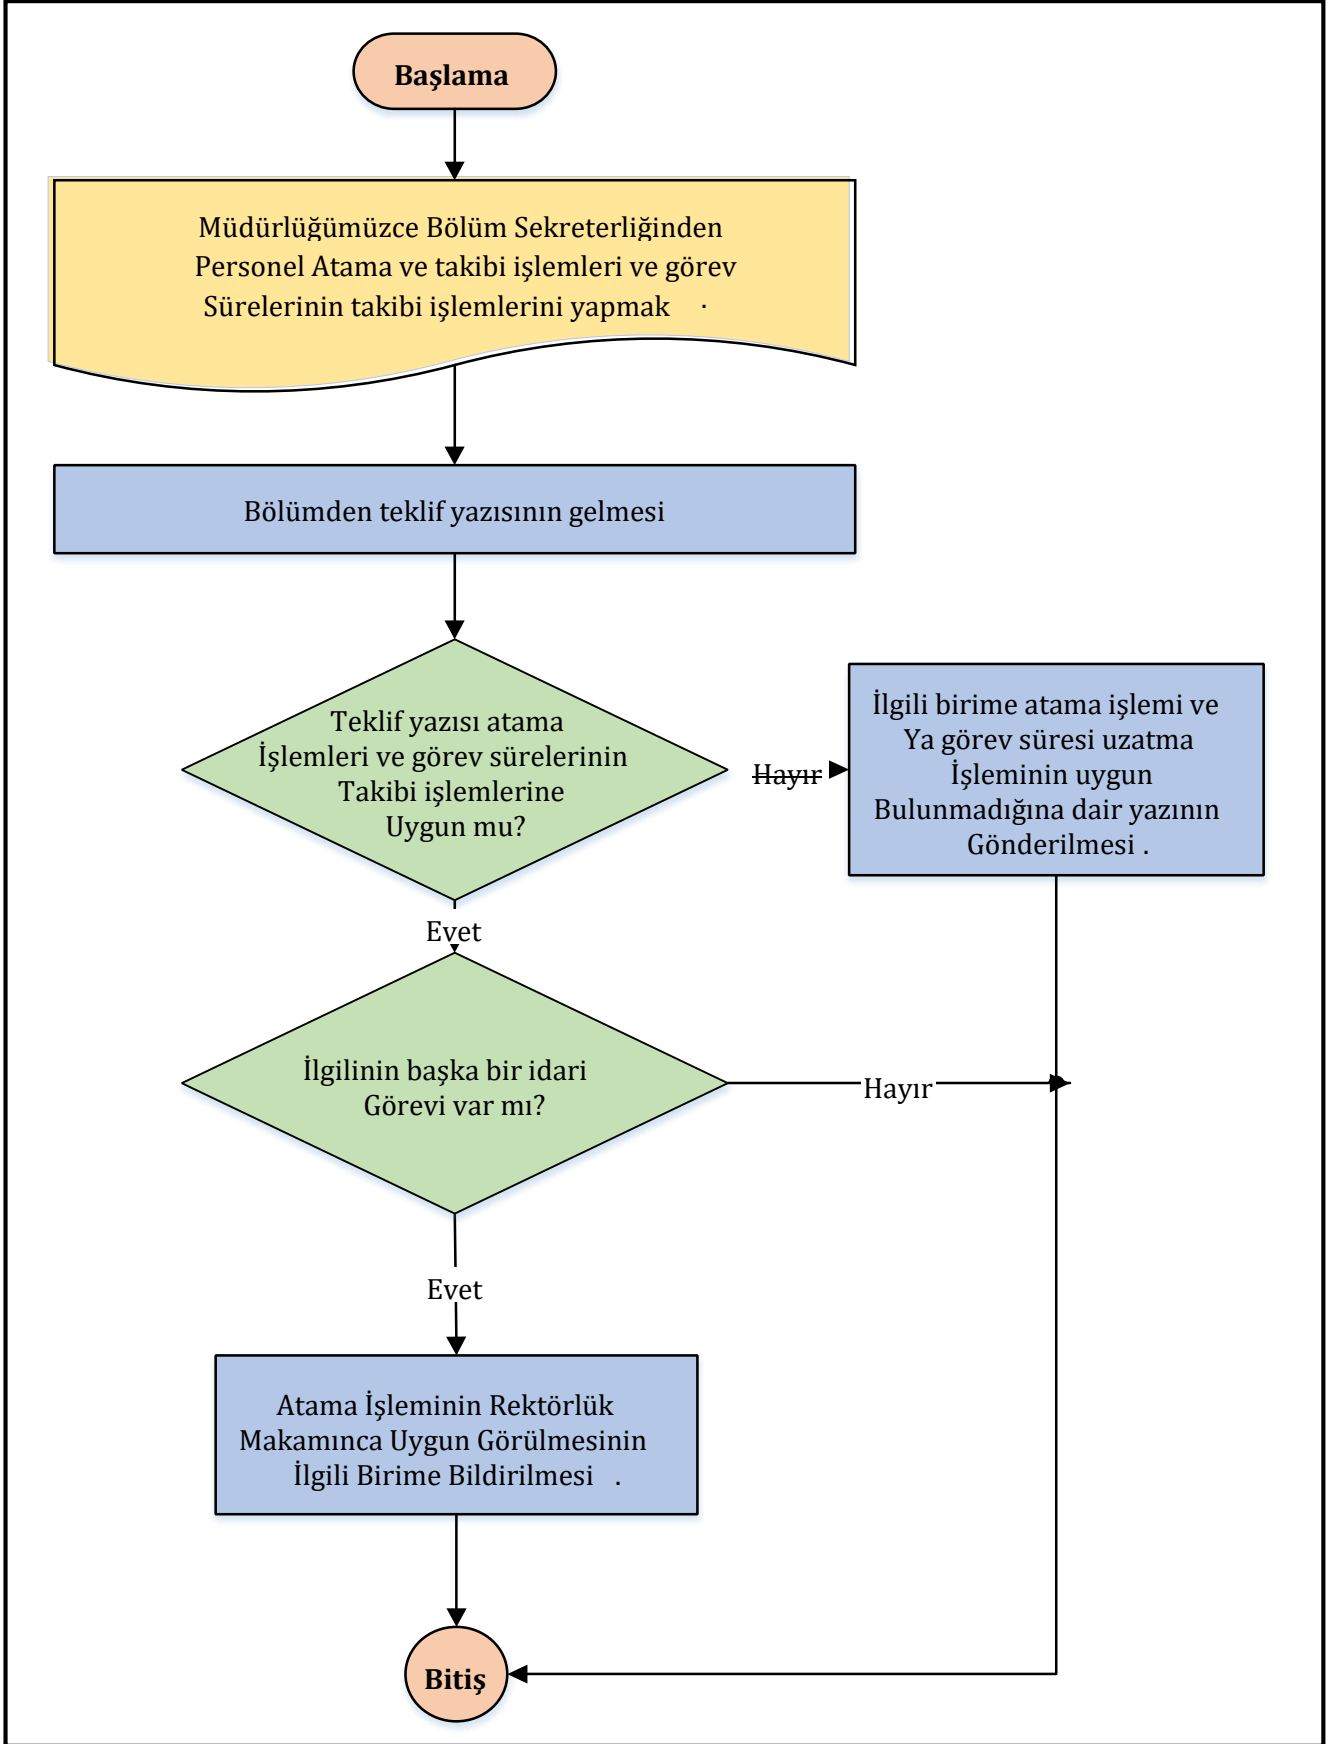 Başlama
Müdürlüğümüzce Bölüm Sekreterliğinden
Personel Atama ve takibi işlemleri ve görev
Sürelerinin takibi işlemlerini yapmak .
Bölümden teklif yazısının gelmesi
Teklif yazısı atama
İşlemleri ve görev sürelerinin
Takibi işlemlerine
Uygun mu?
Hayır
İlgili birime atama işlemi ve
Ya görev süresi uzatma
İşleminin uygun
Bulunmadığına dair yazının
Gönderilmesi .
Evet
İlgilinin başka bir idari
Görevi var mı?
Hayır
Evet
Atama İşleminin Rektörlük
Makamınca Uygun Görülmesinin
İlgili Birime Bildirilmesi .
Bitiş